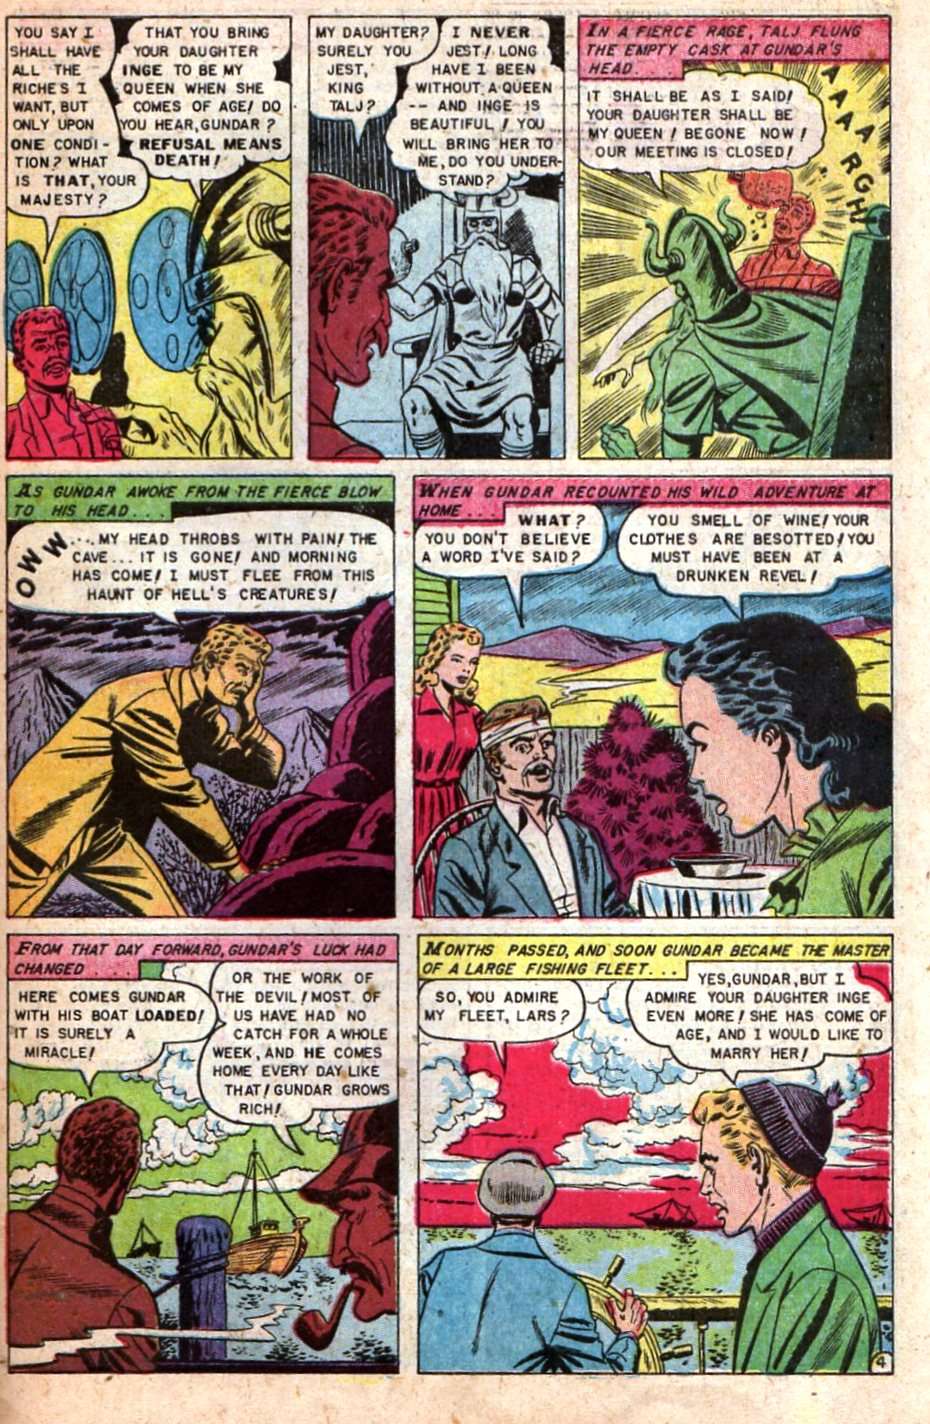 YOU SAY I
SHALL HAVE
ALL THE
RICHES I
WANT, BUT
ONLY UPON
ONE CONDI-
TION? WHAT
IS THAT, YOUR
MAJESTY?
THAT YOU BRING
YOUR DAUGHTER
INGE TO BE MY
QUEEN WHEN SHE
COMES OF AGE! DO
YOU HEAR, GUNDAR?
REFUSAL MEANS
DEATH!
MY DAUGHTER?
SURELY YOU
JEST,
KING
TALJ?
I NEVER
JEST! LONG
HAVE I BEEN
WITHOUT A QUEEN
-- AND INGE IS
BEAUTIFUL! YOU
WILL BRING HER TO
ME, DO YOU UNDER-
STAND?
IN A FIERCE RAGE, TALJ FLUNG
THE EMPTY CASK AT GUNDAR'S
HEAD...
IT SHALL BE AS I SAID!
YOUR DAUGHTER SHALL BE
MY QUEEN! BEGONE NOW!
OUR MEETING IS CLOSED!
AAAA RGH!
AS GUNDAR AWOKE FROM THE FIERCE BLOW
TO HIS HEAD...
OWW
... MY HEAD THROBS WITH PAIN! THE
CAVE... IT IS GONE! AND MORNING
HAS COME! I MUST FLEE FROM THIS
HAUNT OF HELL'S CREATURES!
WHEN GUNDAR RECOUNTED HIS WILD ADVENTURE AT
HOME...
WHAT?
YOU DON'T BELIEVE
A WORD I'VE SAID?
YOU SMELL OF WINE! YOUR
CLOTHES ARE BESOTTED! YOU
MUST HAVE BEEN AT A
DRUNKEN REVEL!
FROM THAT DAY FORWARD, GUNDAR'S LUCK HAD
CHANGED...
HERE COMES GUNDAR
WITH HIS BOAT LOADED!
IT IS SURELY A
MIRACLE!
OR THE WORK OF
THE DEVIL! MOST OF
US HAVE HAD NO
CATCH FOR A WHOLE
WEEK, AND HE COMES
HOME EVERY DAY LIKE
THAT! GUNDAR GROWS
RICH!
MONTHS PASSED, AND SOON GUNDAR BECAME THE MASTER
OF A LARGE FISHING FLEET...
SO, YOU ADMIRE
MY FLEET, LARS?
YES, GUNDAR, BUT I
ADMIRE YOUR DAUGHTER INGE
EVEN MORE! SHE HAS COME OF
AGE, AND I WOULD LIKE TO
MARRY HER!
4